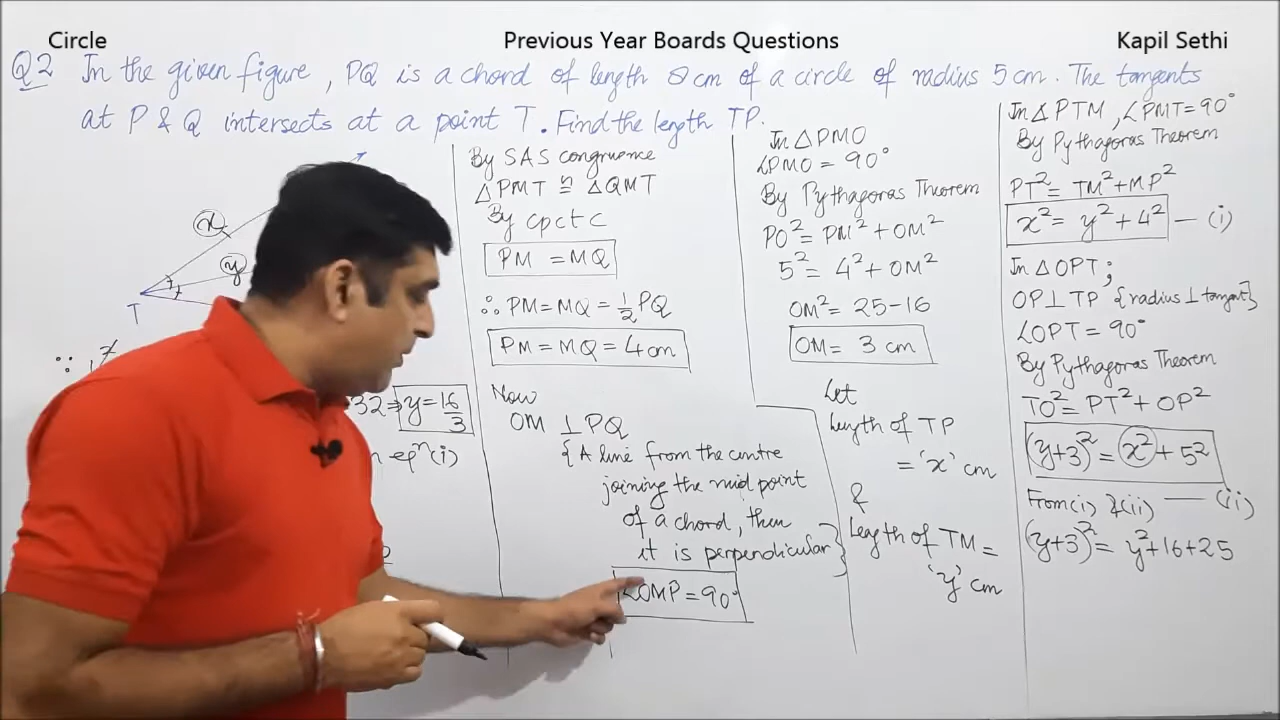 Circle
Previous Year Boards Questions
Kapil Sethi
Q2 In the given figure, PQ is a chord of length 8cm of a circle of radius 5 cm. The tangents
at P & Q intersects at a point T. Find the length TP.
x
y
T
∵
32 ⇒ y = 16/3
eqⁿ (i)
By SAS congruence
△PMT ≅ △QMT
By cpctc
PM = MQ
∴ PM = MQ = 1/2 PQ
PM = MQ = 4cm
Now
OM ⊥ PQ
{A line from the centre
joining the mid point
of a chord, then
it is perpendicular}
∠OMP = 90°
In △PMO
∠PMO = 90°
By Pythagoras Theorem
PO² = PM² + OM²
5² = 4² + OM²
OM² = 25 - 16
OM = 3 cm
Let
length of TP
= 'x' cm
&
length of TM =
'y' cm
In △PTM, ∠PMT = 90°
By Pythagoras Theorem
PT² = TM² + MP²
x² = y² + 4² — (i)
In △OPT;
OP ⊥ TP {radius ⊥ tangent}
∠OPT = 90°
By Pythagoras Theorem
TO² = PT² + OP²
(y+3)² = x² + 5²
From (i) & (ii) — (ii)
(y+3)² = y² + 16 + 25